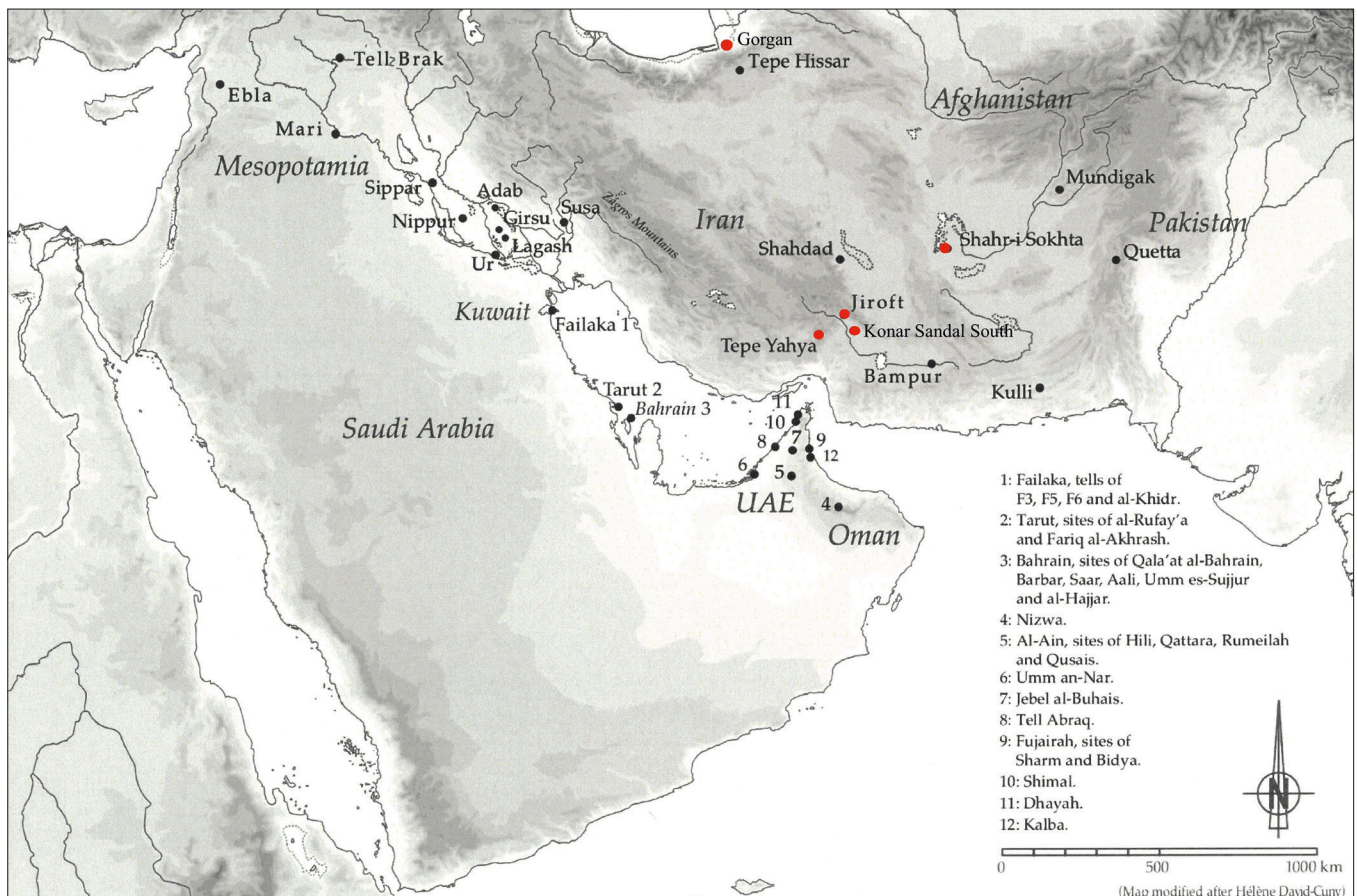 Gorgan
Tell Brak
Tepe Hissar
Ebla
Afghanistan
Mari
Mesopotamia
Sippar
Adab
Mundigak
Nippur
Girsu
Susa
Zagros Mountains
Iran
Pakistan
Lagash
Shahdad
Shahr-i Sokhta
Ur
Quetta
Kuwait
Failaka 1
Jiroft
Konar Sandal South
Tepe Yahya
Bampur
Kulli
Tarut 2
Bahrain 3
Saudi Arabia
11
10
8
7
9
12
6
5
UAE
4
Oman
1: Failaka, tells of
F3, F5, F6 and al-Khidr.
2: Tarut, sites of al-Rufay'a
and Fariq al-Akhrash.
3: Bahrain, sites of Qala'at al-Bahrain,
Barbar, Saar, Aali, Umm es-Sujjur
and al-Hajjar.
4: Nizwa.
5: Al-Ain, sites of Hili, Qattara, Rumeilah
and Qusais.
6: Umm an-Nar.
7: Jebel al-Buhais.
8: Tell Abraq.
9: Fujairah, sites of
Sharm and Bidya.
10: Shimal.
11: Dhayah.
12: Kalba.
N
0 500 1000 km
(Map modified after Hélène David-Cuny)